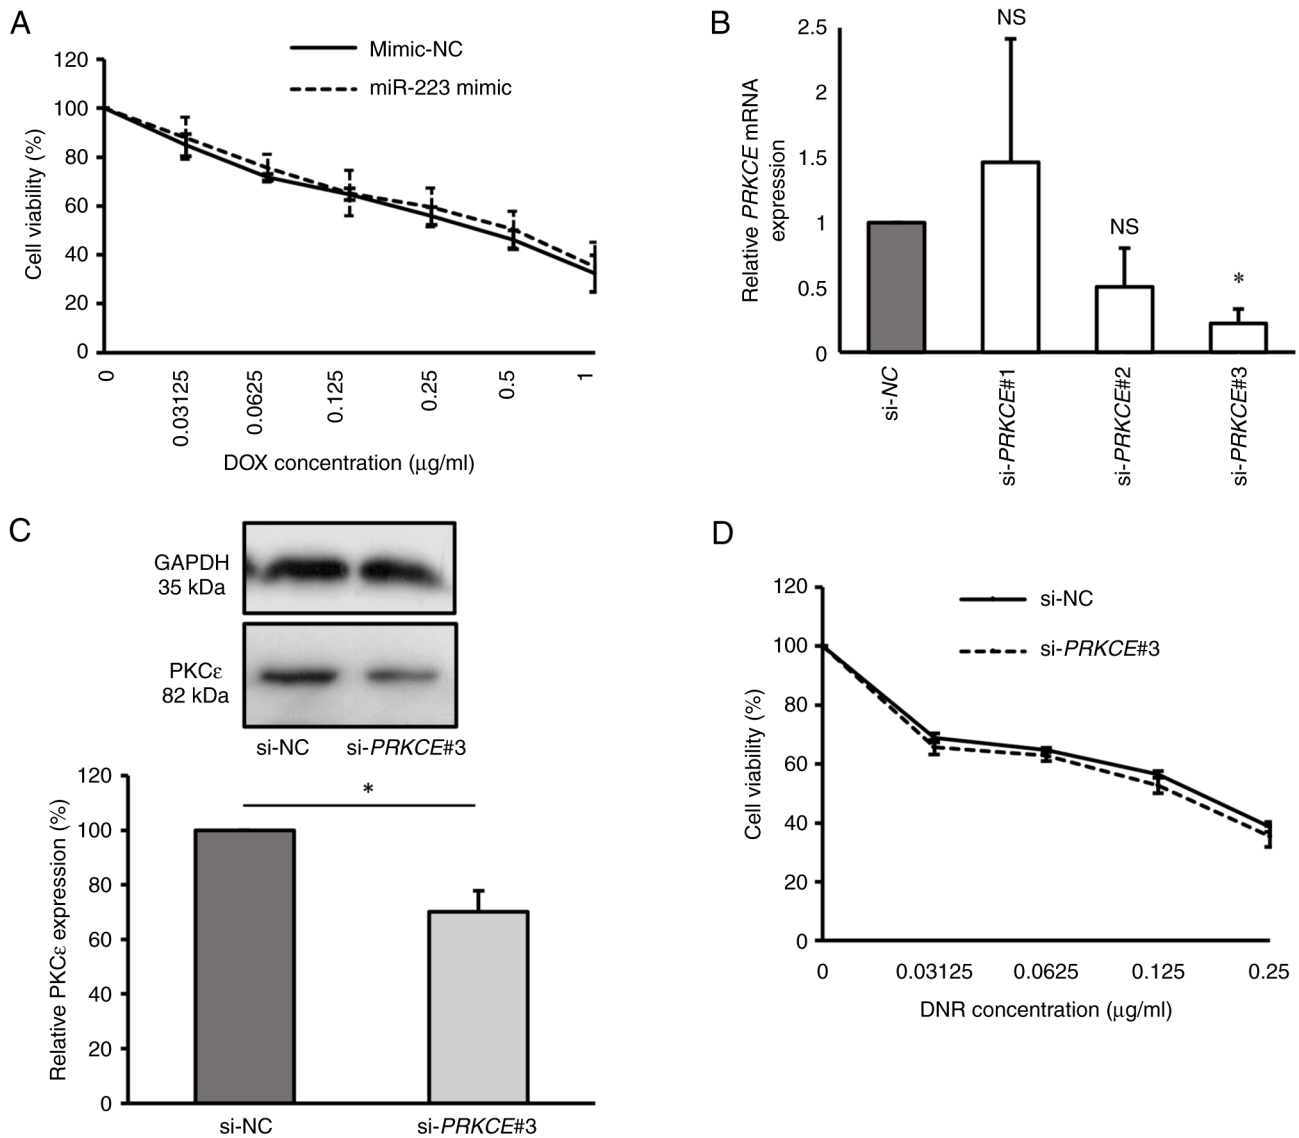 A
Mimic-NC
miR-223 mimic
120
100
80
60
40
20
0
Cell viability (%)
0
0.03125
0.0625
0.125
0.25
0.5
1
DOX concentration (μg/ml)
B
2.5
2
1.5
1
0.5
0
Relative PRKCE mRNA
expression
NS
NS
*
si-NC
si-PRKCE#1
si-PRKCE#2
si-PRKCE#3
C
GAPDH
35 kDa
PKCε
82 kDa
si-NC
si-PRKCE#3
120
100
80
60
40
20
0
Relative PKCε expression (%)
*
si-NC
si-PRKCE#3
D
si-NC
si-PRKCE#3
120
100
80
60
40
20
0
Cell viability (%)
0
0.03125
0.0625
0.125
0.25
DNR concentration (μg/ml)